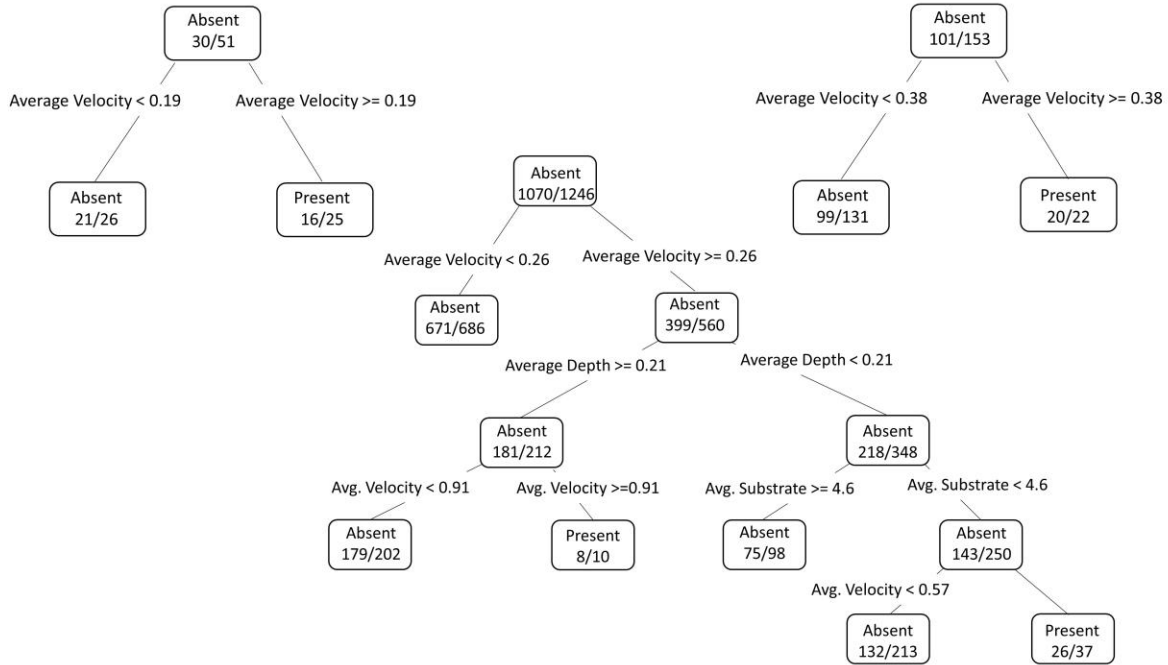 Absent
30/51
Average Velocity < 0.19
Average Velocity >= 0.19
Absent
21/26
Present
16/25
Absent
101/153
Average Velocity < 0.38
Average Velocity >= 0.38
Absent
99/131
Present
20/22
Absent
1070/1246
Average Velocity < 0.26
Average Velocity >= 0.26
Absent
671/686
Absent
399/560
Average Depth >= 0.21
Average Depth < 0.21
Absent
181/212
Absent
218/348
Avg. Velocity < 0.91
Avg. Velocity >=0.91
Avg. Substrate >= 4.6
Avg. Substrate < 4.6
Absent
179/202
Present
8/10
Absent
75/98
Absent
143/250
Avg. Velocity < 0.57
Absent
132/213
Present
26/37